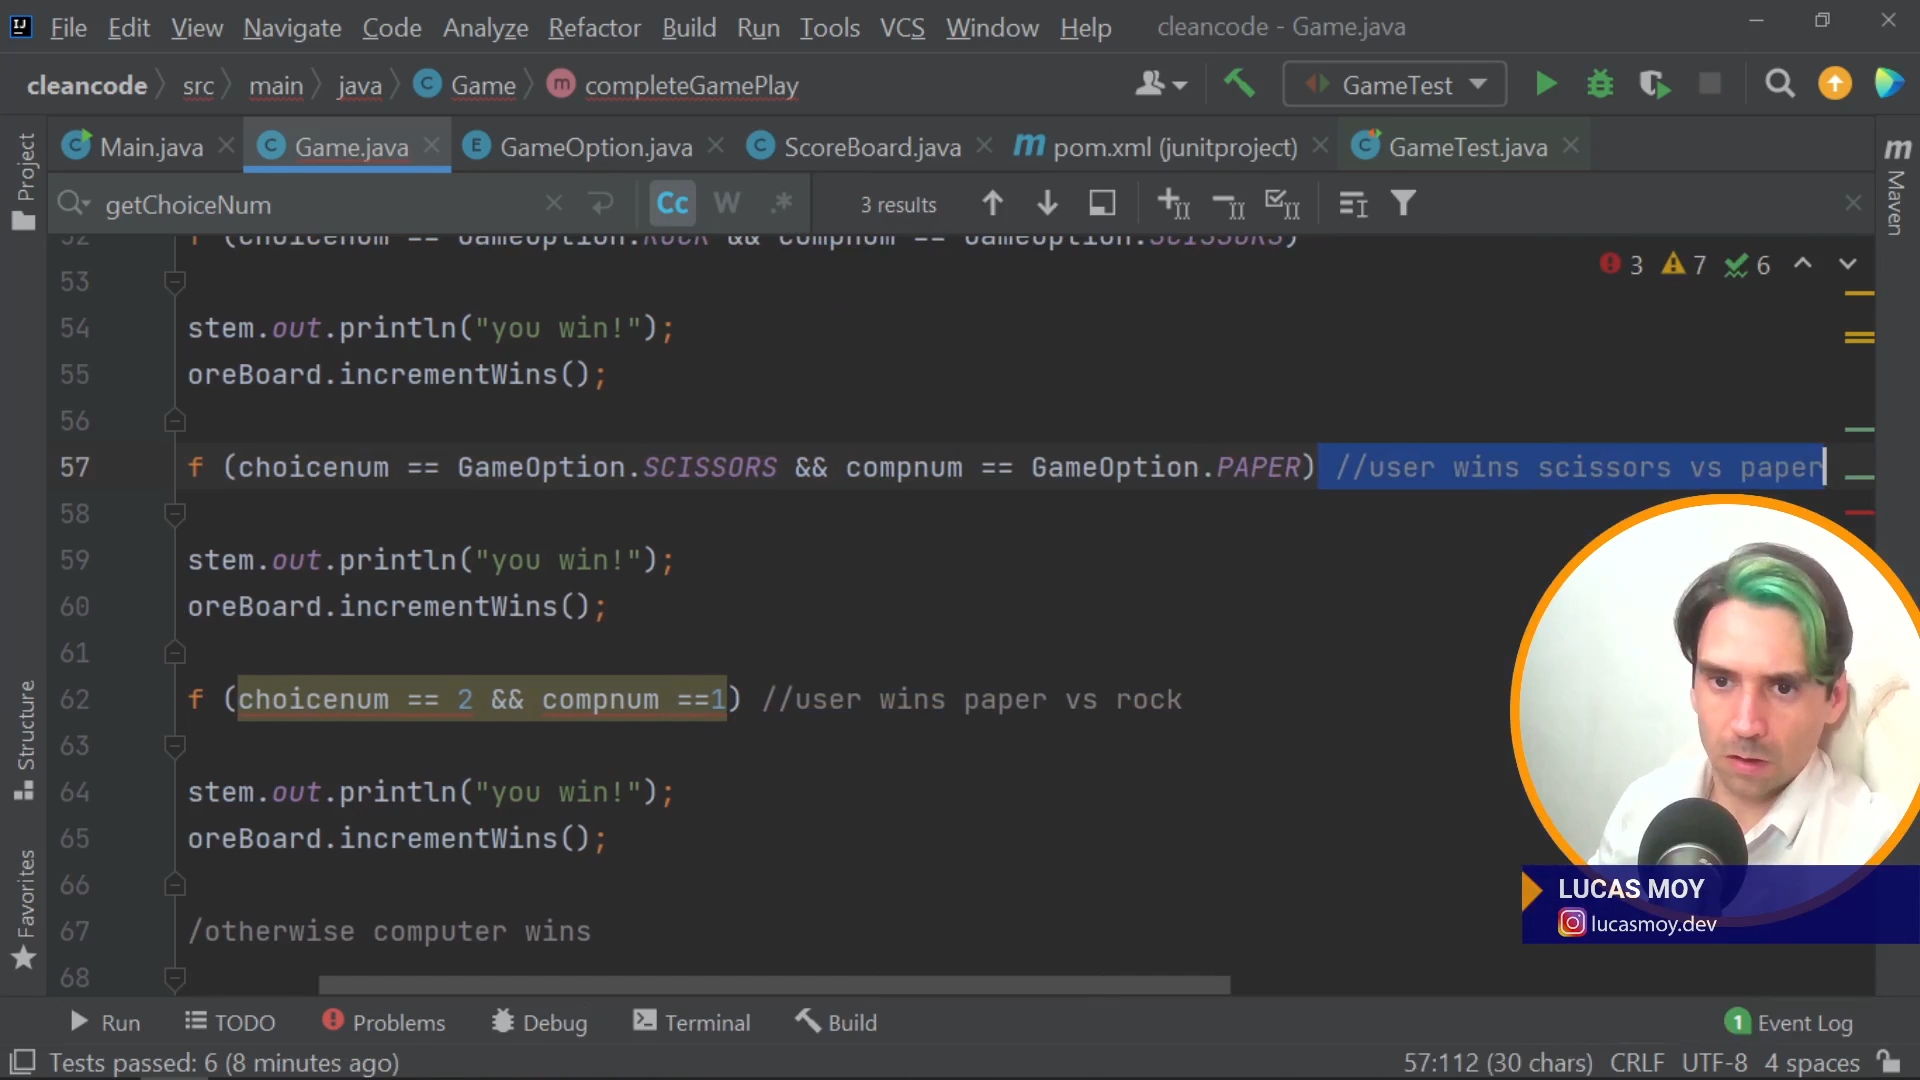 File Edit View Navigate Code Analyze Refactor Build Run Tools VCS Window Help cleancode - Game.java
cleancode src main java Game completeGamePlay GameTest
Main.java Game.java GameOption.java ScoreBoard.java pom.xml (junitproject) GameTest.java
getChoiceNum Cc W .* 3 results
Project
Maven
52 f (choicenum == GameOption.ROCK && compnum == GameOption.SCISSORS)
3 7 6
53
54 stem.out.println("you win!");
55 oreBoard.incrementWins();
56
57 f (choicenum == GameOption.SCISSORS && compnum == GameOption.PAPER) //user wins scissors vs paper
58
59 stem.out.println("you win!");
60 oreBoard.incrementWins();
61
62 f (choicenum == 2 && compnum ==1) //user wins paper vs rock
63
64 stem.out.println("you win!");
65 oreBoard.incrementWins();
66
67 /otherwise computer wins
68
Structure
Favorites
LUCAS MOY
lucasmoy.dev
Run TODO Problems Debug Terminal Build 1 Event Log
Tests passed: 6 (8 minutes ago) 57:112 (30 chars) CRLF UTF-8 4 spaces